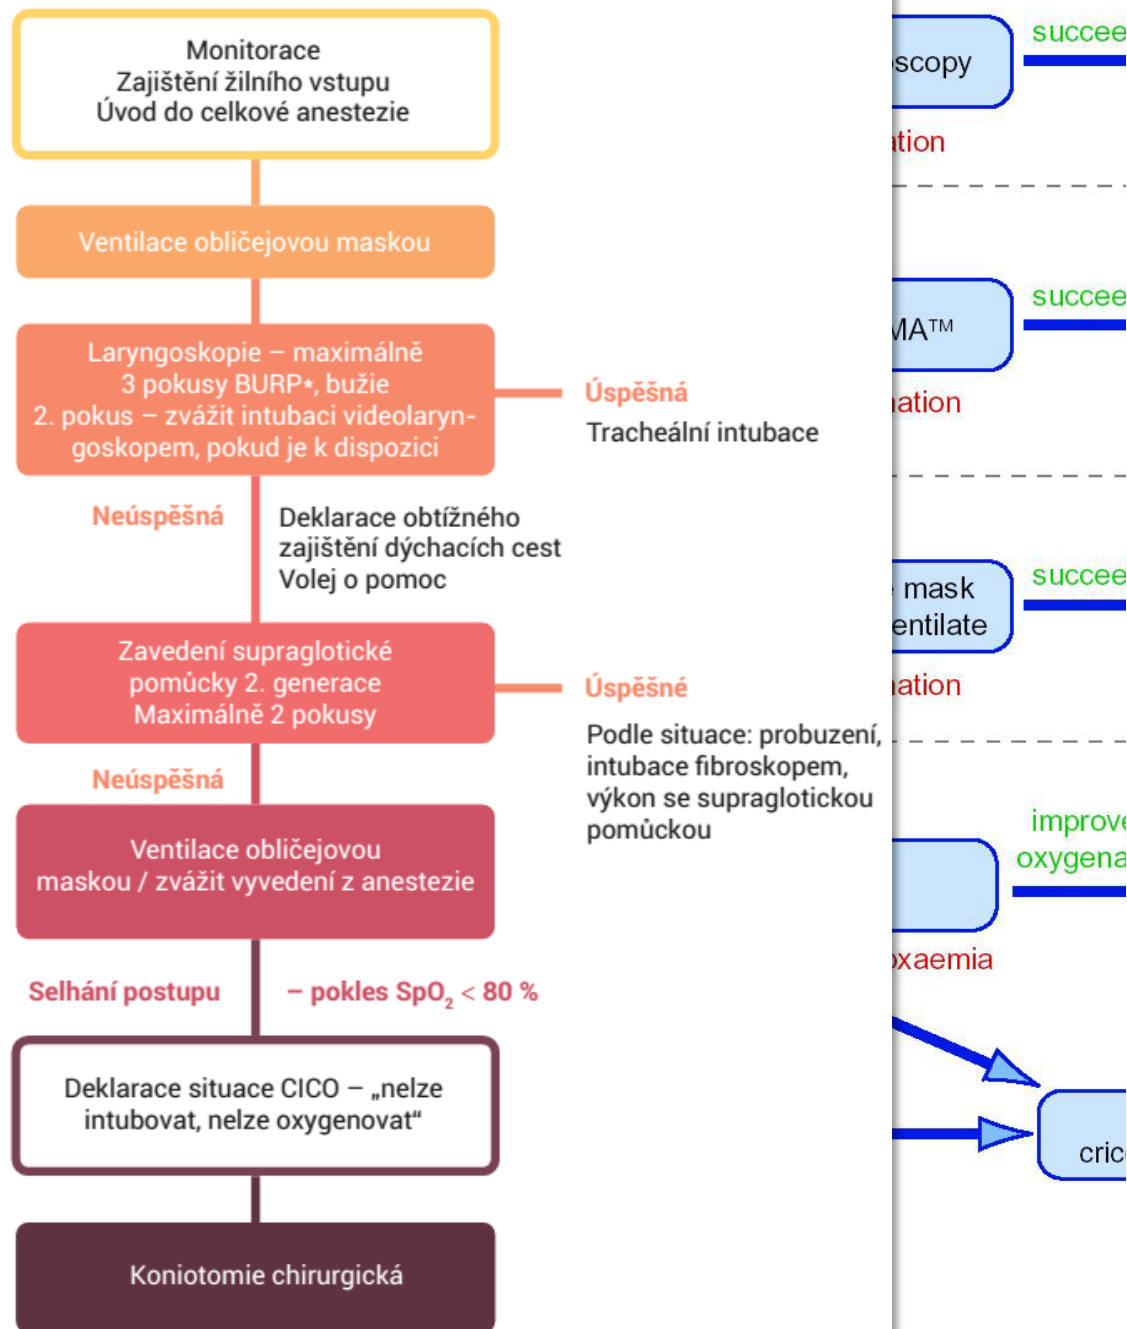 Monitorace
Zajištění žilního vstupu
Úvod do celkové anestezie
Ventilace obličejovou maskou
Laryngoskopie – maximálně
3 pokusy BURP*, bužie
2. pokus – zvážit intubaci videolaryn-
goskopem, pokud je k dispozici
Úspěšná
Tracheální intubace
Neúspěšná
Deklarace obtížného
zajištění dýchacích cest
Volej o pomoc
Zavedení supraglotické
pomůcky 2. generace
Maximálně 2 pokusy
Úspěšné
Podle situace: probuzení,
intubace fibroskopem,
výkon se supraglotickou
pomůckou
Neúspěšná
Ventilace obličejovou
maskou / zvážit vyvedení z anestezie
Selhání postupu – pokles SpO₂ < 80 %
Deklarace situace CICO – „nelze
intubovat, nelze oxygenovat“
Koniotomie chirurgická
succee
scopy
ation
succee
MA™
ation
succee
mask
entilate
ation
improve
oxygena
oxaemia
cric